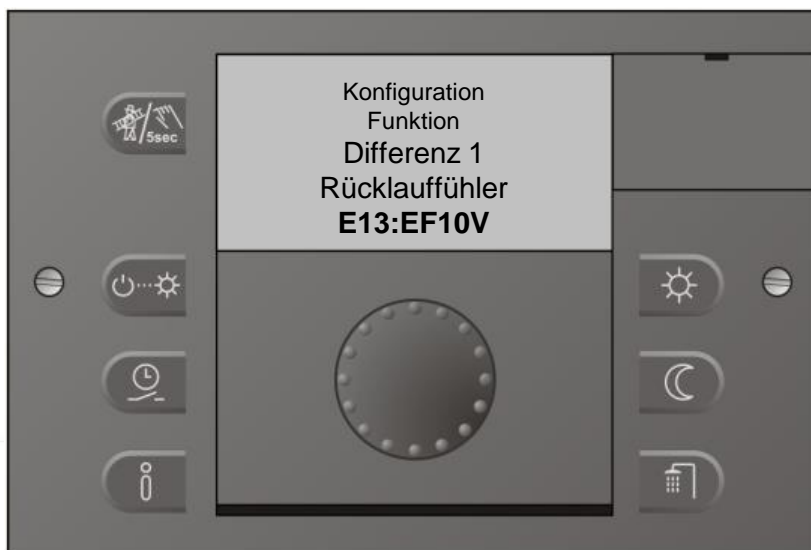 5sec
Konfiguration
Funktion
Differenz 1
Rücklauffühler
E13:EF10V